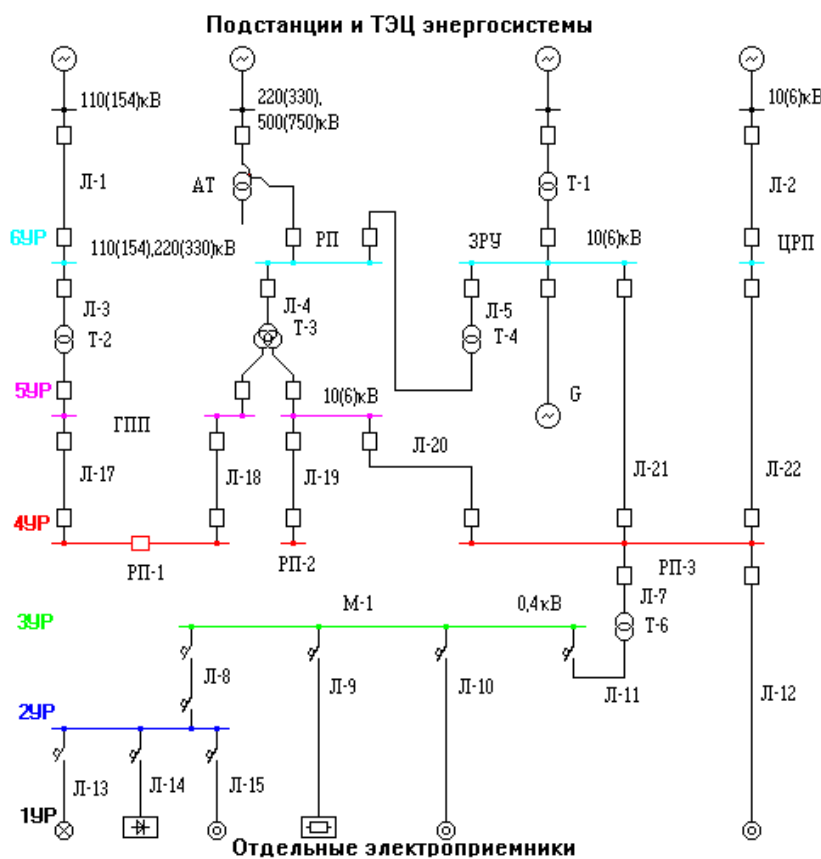 Подстанции и ТЭЦ энергосистемы
110(154)кВ
220(330),
500(750)кВ
10(6)кВ
Л-1
АТ
Т-1
Л-2
6УР
110(154),220(330)кВ
РП
ЗРУ
10(6)кВ
ЦРП
Л-3
Л-4
Л-5
Т-2
Т-3
Т-4
5УР
ГПП
10(6)кВ
G
Л-20
Л-17
Л-18
Л-19
Л-21
Л-22
4УР
РП-1
РП-2
РП-3
Л-7
М-1
0,4кВ
3УР
Т-6
Л-8
Л-9
Л-10
Л-11
Л-12
2УР
Л-13
Л-14
Л-15
1УР
Отдельные электроприемники